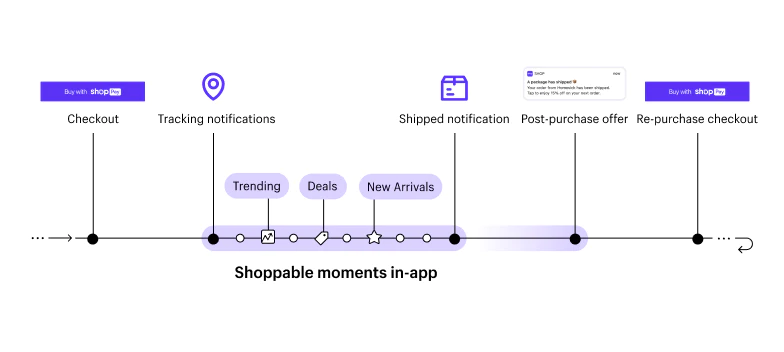 Buy with shop Pay
SHOP
now
A package has shipped 📦
Your order from Homesick has been shipped.
Tap to enjoy 15% off on your next order.
Buy with shop Pay
Checkout
Tracking notifications
Shipped notification
Post-purchase offer
Re-purchase checkout
Trending
Deals
New Arrivals
Shoppable moments in-app